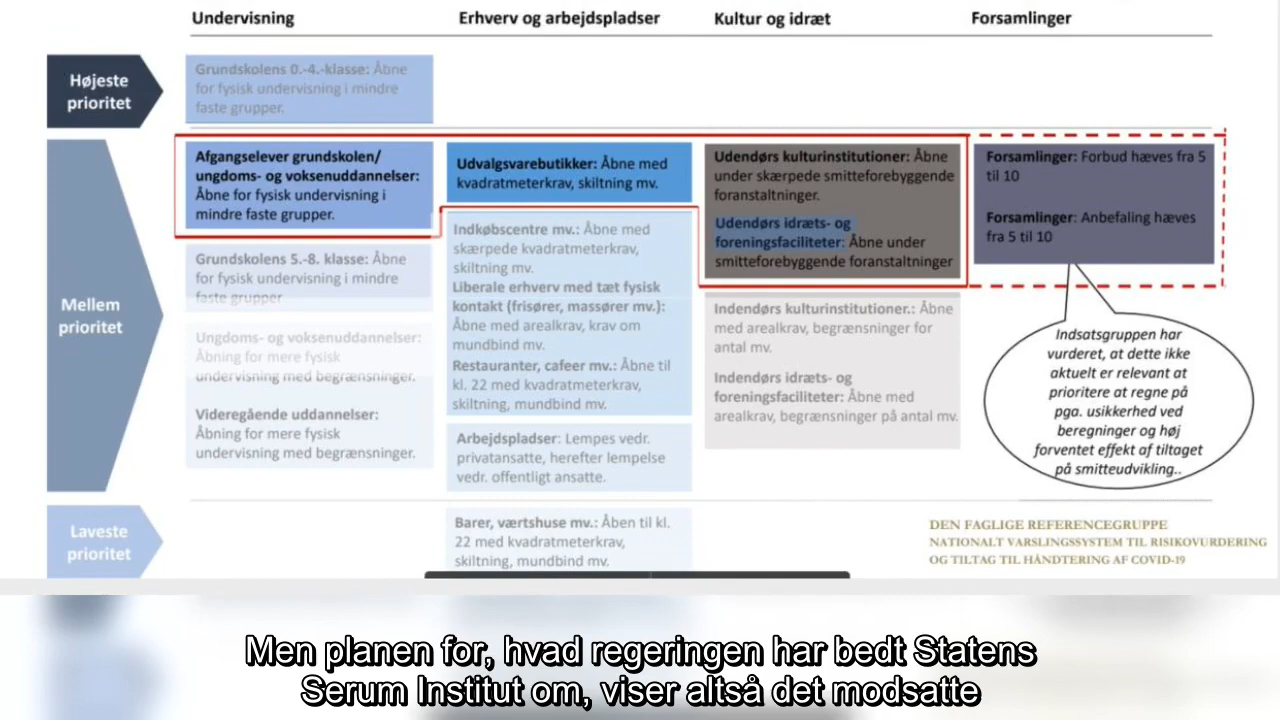 Undervisning
Erhverv og arbejdspladser
Kultur og idræt
Forsamlinger
Højeste
prioritet
Grundskolens 0.-4.-klasse: Åbne
for fysisk undervisning i mindre
faste grupper.
Mellem
prioritet
Afgangselever grundskolen/
ungdoms- og voksenuddannelser:
Åbne for fysisk undervisning i
mindre faste grupper.
Grundskolens 5.-8. klasse: Åbne
for fysisk undervisning i mindre
faste grupper
Ungdoms- og voksenuddannelser:
Åbning for mere fysisk
undervisning med begrænsninger.
Videregående uddannelser:
Åbning for mere fysisk
undervisning med begrænsninger.
Udvalgsvarebutikker: Åbne med
kvadratmeterkrav, skiltning mv.
Indkøbscentre mv.: Åbne med
skærpede kvadratmeterkrav,
skiltning mv.
Liberale erhverv med tæt fysisk
kontakt (frisører, massører mv.):
Åbne med arealkrav, krav om
mundbind mv.
Restauranter, cafeer mv.: Åbne til
kl. 22 med kvadratmeterkrav,
skiltning, mundbind mv.
Arbejdspladser: Lempes vedr.
privatansatte, herefter lempelse
vedr. offentligt ansatte.
Udendørs kulturinstitutioner: Åbne
under skærpede smitteforebyggende
foranstaltninger.
Udendørs idræts- og
foreningsfaciliteter: Åbne under
smitteforebyggende foranstaltninger
Indendørs kulturinstitutioner.: Åbne
med arealkrav, begrænsninger for
antal mv.
Indendørs idræts- og
foreningsfaciliteter: Åbne med
arealkrav, begrænsninger på antal mv.
Forsamlinger: Forbud hæves fra 5
til 10
Forsamlinger: Anbefaling hæves
fra 5 til 10
Indsatsgruppen har
vurderet, at dette ikke
aktuelt er relevant at
prioritere at regne på
pga. usikkerhed ved
beregninger og høj
forventet effekt af tiltaget
på smitteudvikling..
Laveste
prioritet
Barer, værtshuse mv.: Åben til kl.
22 med kvadratmeterkrav,
skiltning, mundbind mv.
DEN FAGLIGE REFERENCEGRUPPE
NATIONALT VARSLINGSSYSTEM TIL RISIKOVURDERING
OG TILTAG TIL HÅNDTERING AF COVID-19
Men planen for, hvad regeringen har bedt Statens
Serum Institut om, viser altså det modsatte